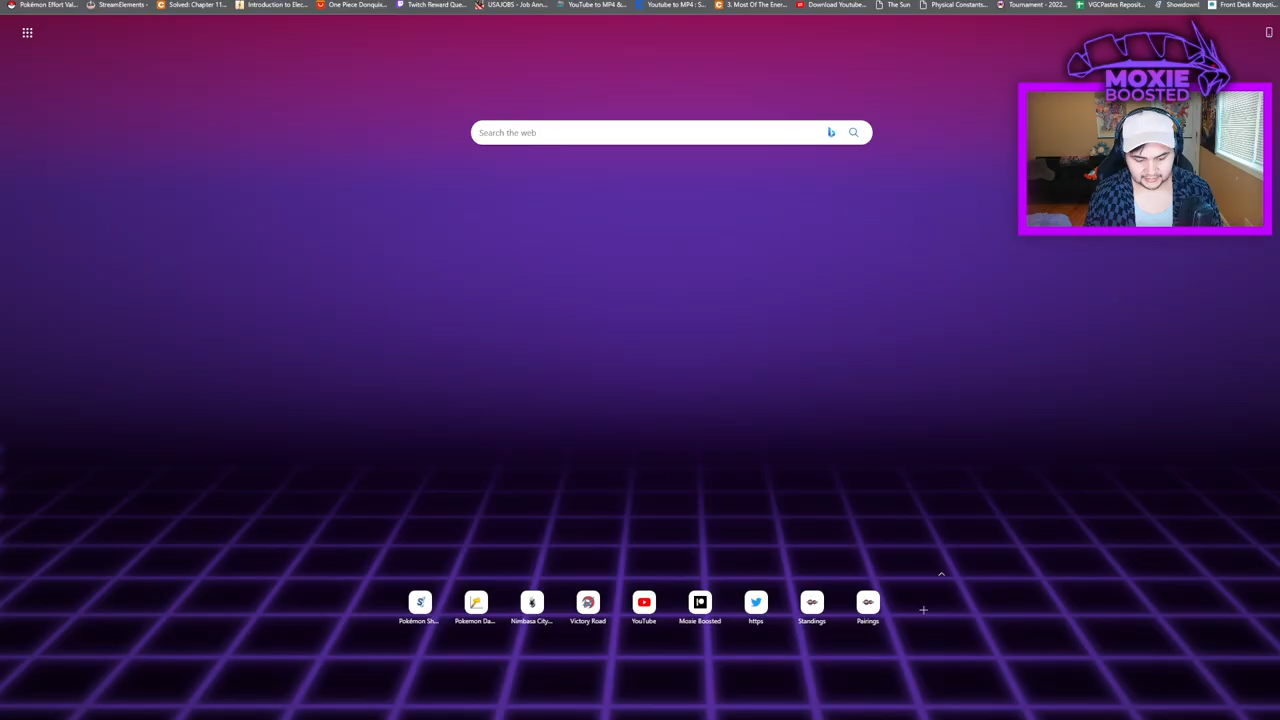 Pokémon Effort Val...
StreamElements -
Solved: Chapter 11...
Introduction to Elec...
One Piece Donquix...
Twitch Reward Que...
USAJOBS - Job Ann...
YouTube to MP4 &...
Youtube to MP4 : S...
3. Most Of The Ener...
Download Youtube...
The Sun
Physical Constants...
Tournament - 2022...
VGCPastes Reposit...
Showdown!
Front Desk Recepti...
MOXIE
BOOSTED
Search the web
Pokémon Sh...
Pokemon Da...
Nimbasa City...
Victory Road
YouTube
Moxie Boosted
https
Standings
Pairings